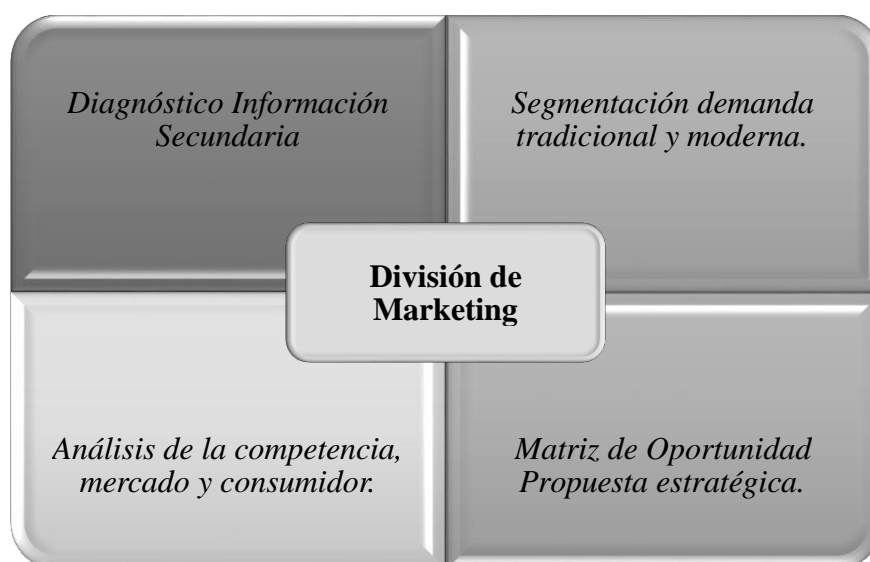 Diagnóstico Información
Secundaria
Segmentación demanda
tradicional y moderna.
División de
Marketing
Análisis de la competencia,
mercado y consumidor.
Matriz de Oportunidad
Propuesta estratégica.